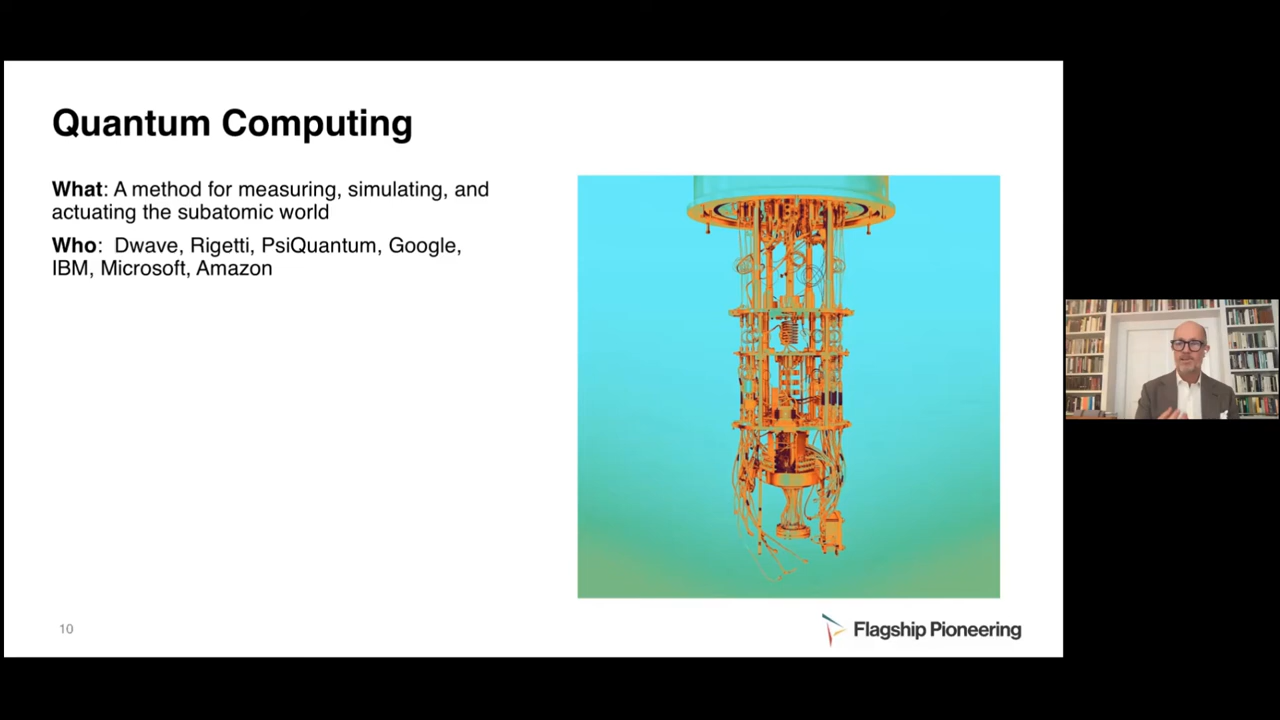 Quantum Computing
What: A method for measuring, simulating, and
actuating the subatomic world
Who:  Dwave, Rigetti, PsiQuantum, Google,
IBM, Microsoft, Amazon
10
Flagship Pioneering